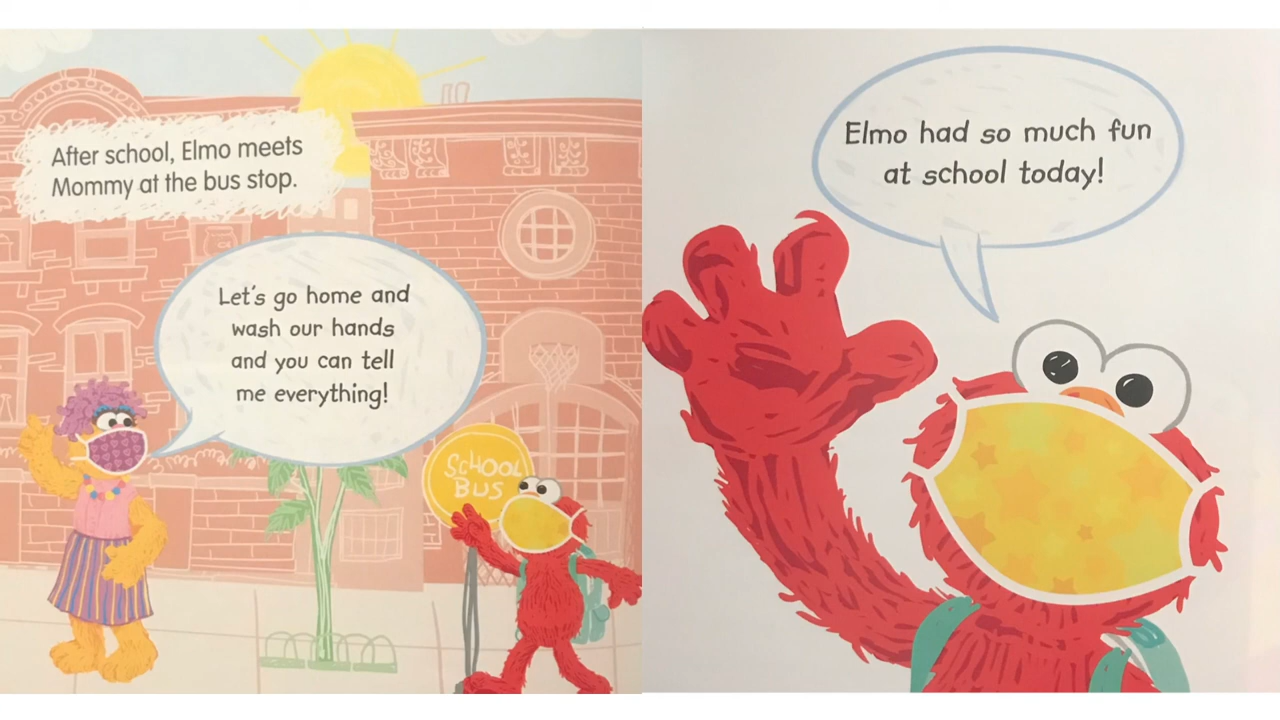 After school, Elmo meets
Mommy at the bus stop.
Let's go home and
wash our hands
and you can tell
me everything!
SCHOOL
BUS
Elmo had so much fun
at school today!